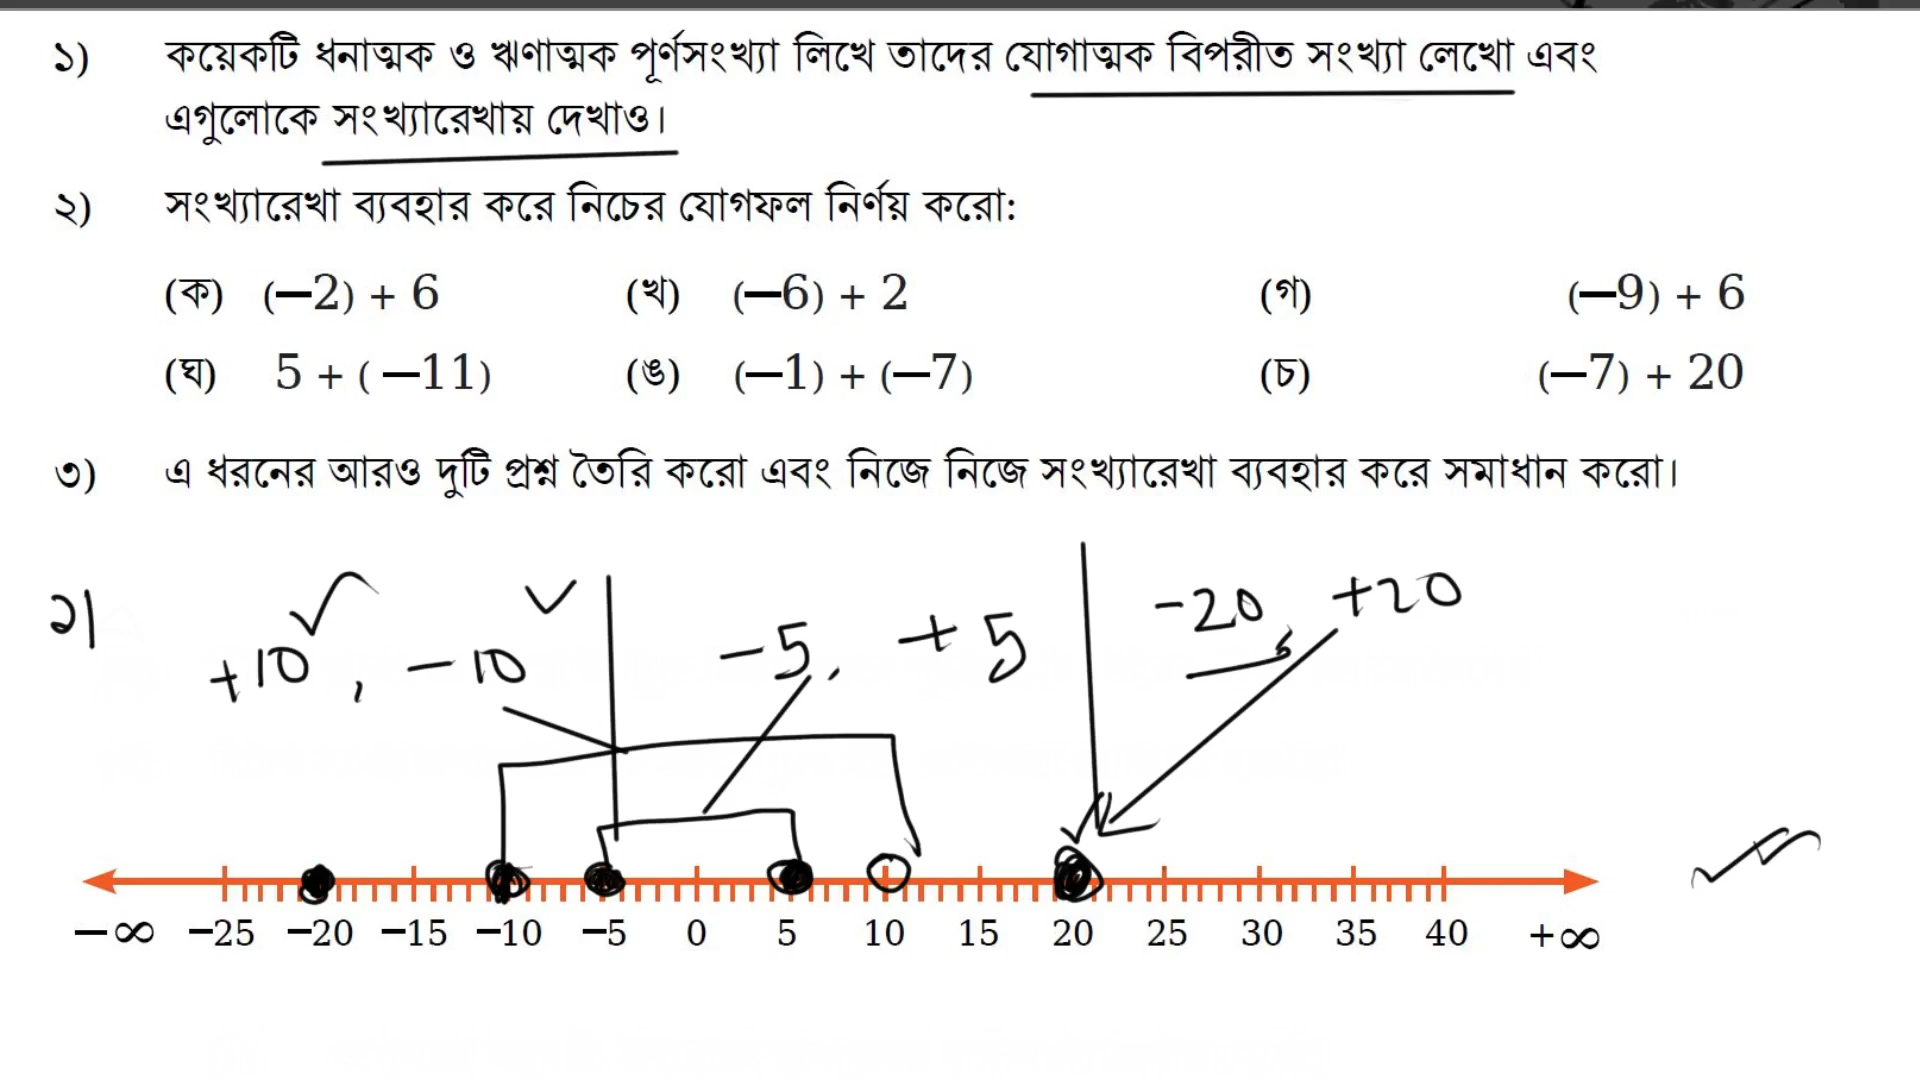 ১) কয়েকটি ধনাত্মক ও ঋণাত্মক পূর্ণসংখ্যা লিখে তাদের যোগাত্মক বিপরীত সংখ্যা লেখো এবং
এগুলোকে সংখ্যারেখায় দেখাও।
২) সংখ্যারেখা ব্যবহার করে নিচের যোগফল নির্ণয় করো:
(ক) (−2) + 6 (খ) (−6) + 2 (গ) (−9) + 6
(ঘ) 5 + ( −11) (ঙ) (−1) + (−7) (চ) (−7) + 20
৩) এ ধরনের আরও দুটি প্রশ্ন তৈরি করো এবং নিজে নিজে সংখ্যারেখা ব্যবহার করে সমাধান করো।
১। +10, −10 −5, +5 −20, +20
−∞ −25 −20 −15 −10 −5 0 5 10 15 20 25 30 35 40 +∞